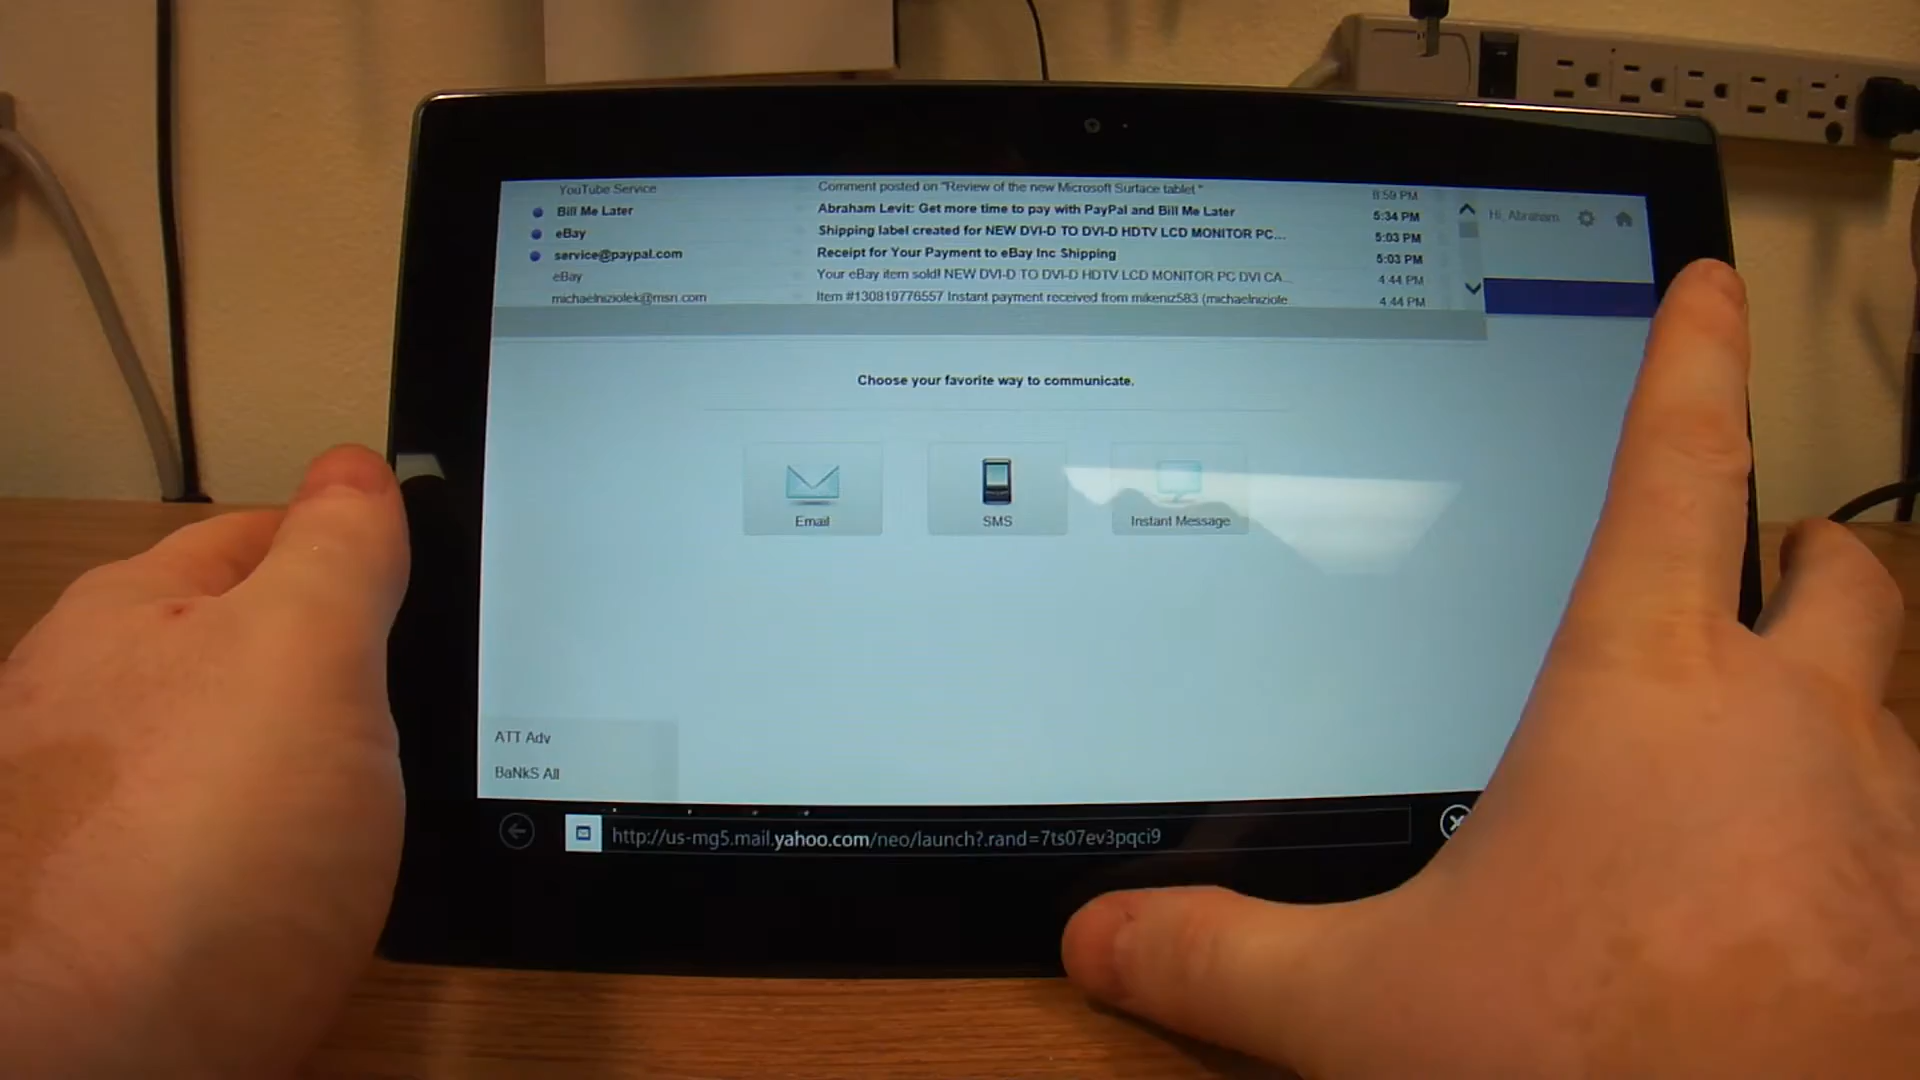 YouTube Service Comment posted on "Review of the new Microsoft Surface tablet " 8:59 PM
Bill Me Later Abraham Levit: Get more time to pay with PayPal and Bill Me Later 5:34 PM
Hi, Abraham
eBay Shipping label created for NEW DVI-D TO DVI-D HDTV LCD MONITOR PC... 5:03 PM
service@paypal.com Receipt for Your Payment to eBay Inc Shipping 5:03 PM
eBay Your eBay item sold! NEW DVI-D TO DVI-D HDTV LCD MONITOR PC DVI CA... 4:44 PM
michaelniziolek@msn.com Item #130819776557 Instant payment received from mikeniz583 (michaelniziole 4:44 PM
Choose your favorite way to communicate.
Email SMS Instant Message
ATT Adv
BaNkS All
http://us-mg5.mail.yahoo.com/neo/launch?.rand=7ts07ev3pqci9